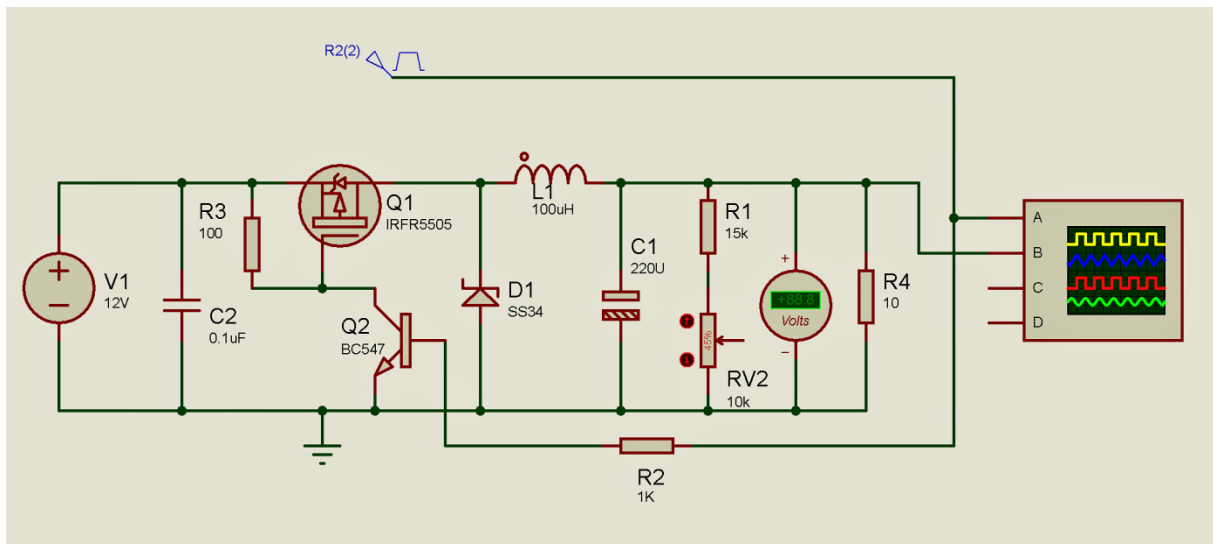 R2(2)
R3
100
Q1
IRFR5505
L1
100uH
R1
15k
A
B
C
D
V1
12V
C2
0.1uF
Q2
BC547
D1
SS34
C1
220U
+
+88.8
Volts
−
R4
10
45%
RV2
10k
R2
1K